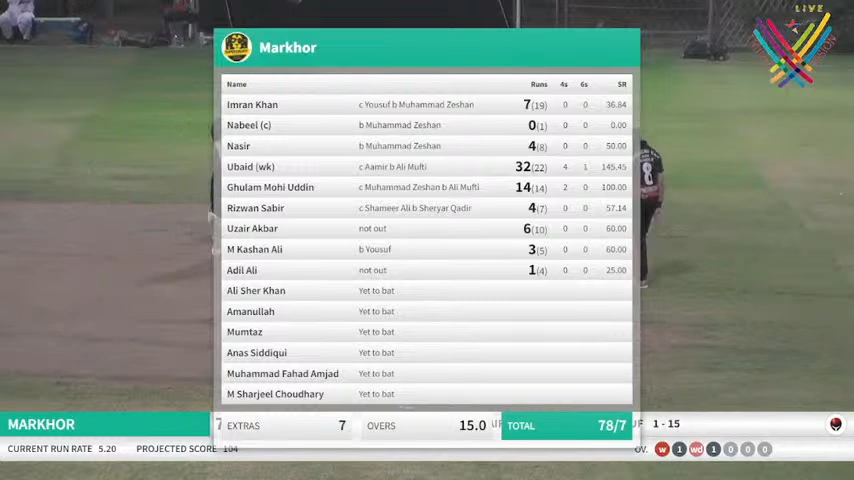 LIVE
Markhor
Name Runs 4s 6s SR
Imran Khan c Yousuf b Muhammad Zeshan 7(19) 0 0 36.84
Nabeel (c) b Muhammad Zeshan 0(1) 0 0 0.00
Nasir b Muhammad Zeshan 4(8) 0 0 50.00
Ubaid (wk) c Aamir b Ali Mufti 32(22) 4 1 145.45
Ghulam Mohi Uddin c Muhammad Zeshan b Ali Mufti 14(14) 2 0 100.00
8
Rizwan Sabir c Shameer Ali b Sheryar Qadir 4(7) 0 0 57.14
Uzair Akbar not out 6(10) 0 0 60.00
M Kashan Ali b Yousuf 3(5) 0 0 60.00
Adil Ali not out 1(4) 0 0 25.00
Ali Sher Khan Yet to bat
Amanullah Yet to bat
Mumtaz Yet to bat
Anas Siddiqui Yet to bat
Muhammad Fahad Amjad Yet to bat
M Sharjeel Choudhary Yet to bat
MARKHOR 7 EXTRAS 7 OVERS 15.0 TOTAL 78/7 1 - 15
CURRENT RUN RATE 5.20 PROJECTED SCORE 104 OV. w 1 wd 1 0 0 0